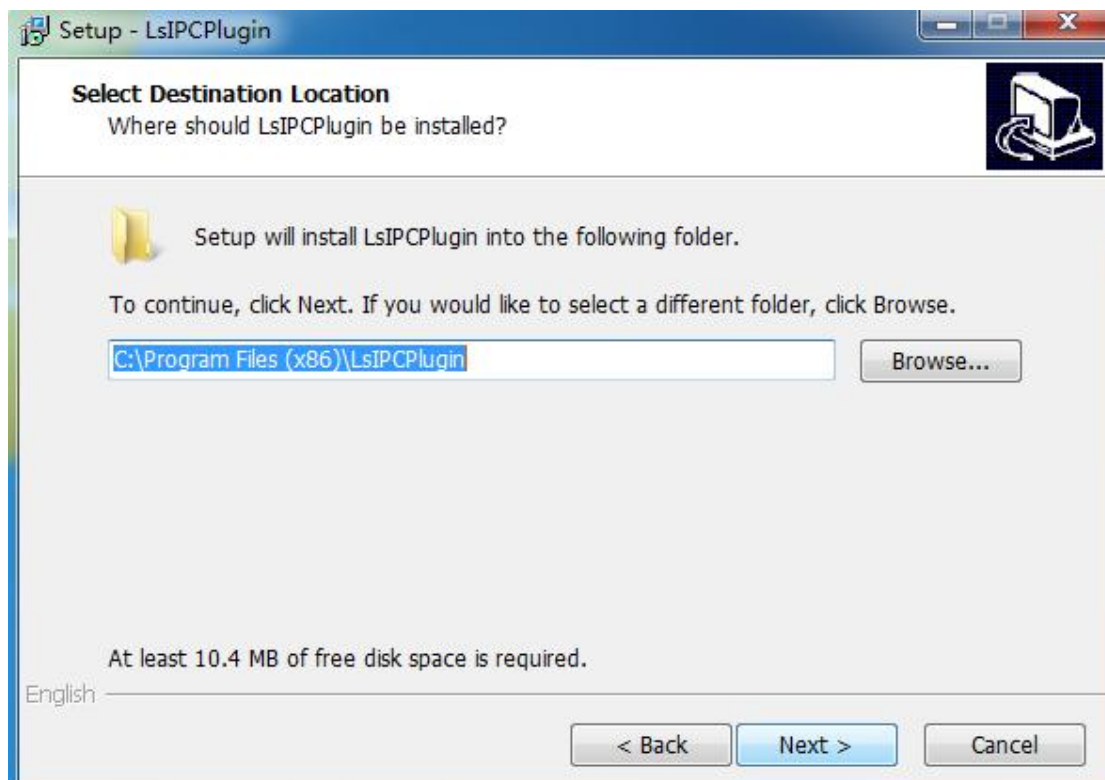 Setup - LsIPCPlugin
Select Destination Location
Where should LsIPCPlugin be installed?
Setup will install LsIPCPlugin into the following folder.
To continue, click Next. If you would like to select a different folder, click Browse.
C:\Program Files (x86)\LsIPCPlugin
Browse...
At least 10.4 MB of free disk space is required.
English
< Back
Next >
Cancel